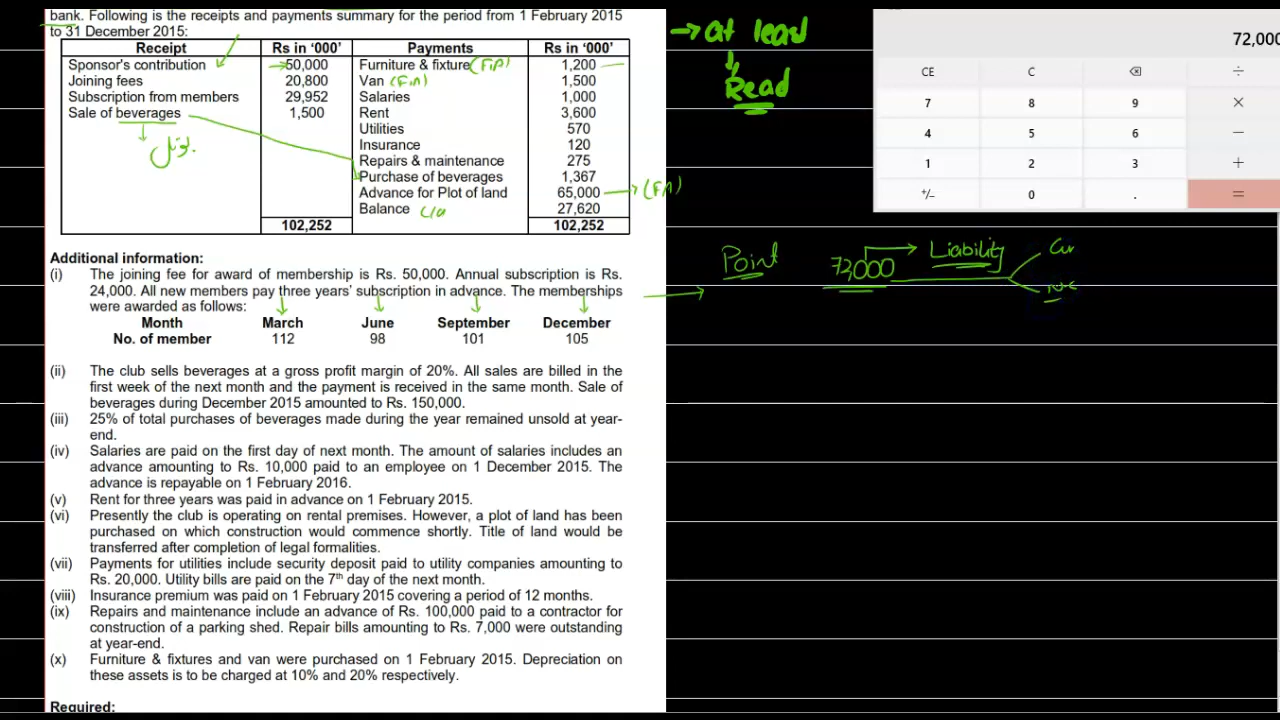 bank. Following is the receipts and payments summary for the period from 1 February 2015
to 31 December 2015:
Receipt Rs in '000' Payments Rs in '000'
Sponsor's contribution 50,000 Furniture & fixture 1,200
Joining fees 20,800 Van 1,500
Subscription from members 29,952 Salaries 1,000
Sale of beverages 1,500 Rent 3,600
Utilities 570
Insurance 120
Repairs & maintenance 275
Purchase of beverages 1,367
Advance for Plot of land 65,000
Balance c/d 27,620
102,252 102,252
Additional information:
(i) The joining fee for award of membership is Rs. 50,000. Annual subscription is Rs.
24,000. All new members pay three years' subscription in advance. The memberships
were awarded as follows:
Month March June September December
No. of member 112 98 101 105
(ii) The club sells beverages at a gross profit margin of 20%. All sales are billed in the
first week of the next month and the payment is received in the same month. Sale of
beverages during December 2015 amounted to Rs. 150,000.
(iii) 25% of total purchases of beverages made during the year remained unsold at year-
end.
(iv) Salaries are paid on the first day of next month. The amount of salaries includes an
advance amounting to Rs. 10,000 paid to an employee on 1 December 2015. The
advance is repayable on 1 February 2016.
(v) Rent for three years was paid in advance on 1 February 2015.
(vi) Presently the club is operating on rental premises. However, a plot of land has been
purchased on which construction would commence shortly. Title of land would be
transferred after completion of legal formalities.
(vii) Payments for utilities include security deposit paid to utility companies amounting to
Rs. 20,000. Utility bills are paid on the 7th day of the next month.
(viii) Insurance premium was paid on 1 February 2015 covering a period of 12 months.
(ix) Repairs and maintenance include an advance of Rs. 100,000 paid to a contractor for
construction of a parking shed. Repair bills amounting to Rs. 7,000 were outstanding
at year-end.
(x) Furniture & fixtures and van were purchased on 1 February 2015. Depreciation on
these assets is to be charged at 10% and 20% respectively.
Required:
→ at least
Read
72,000
CE C ⌫ ÷
7 8 9 ×
4 5 6 −
1 2 3 +
+/− 0 . =
Point 72000 → Liability Cu
NC